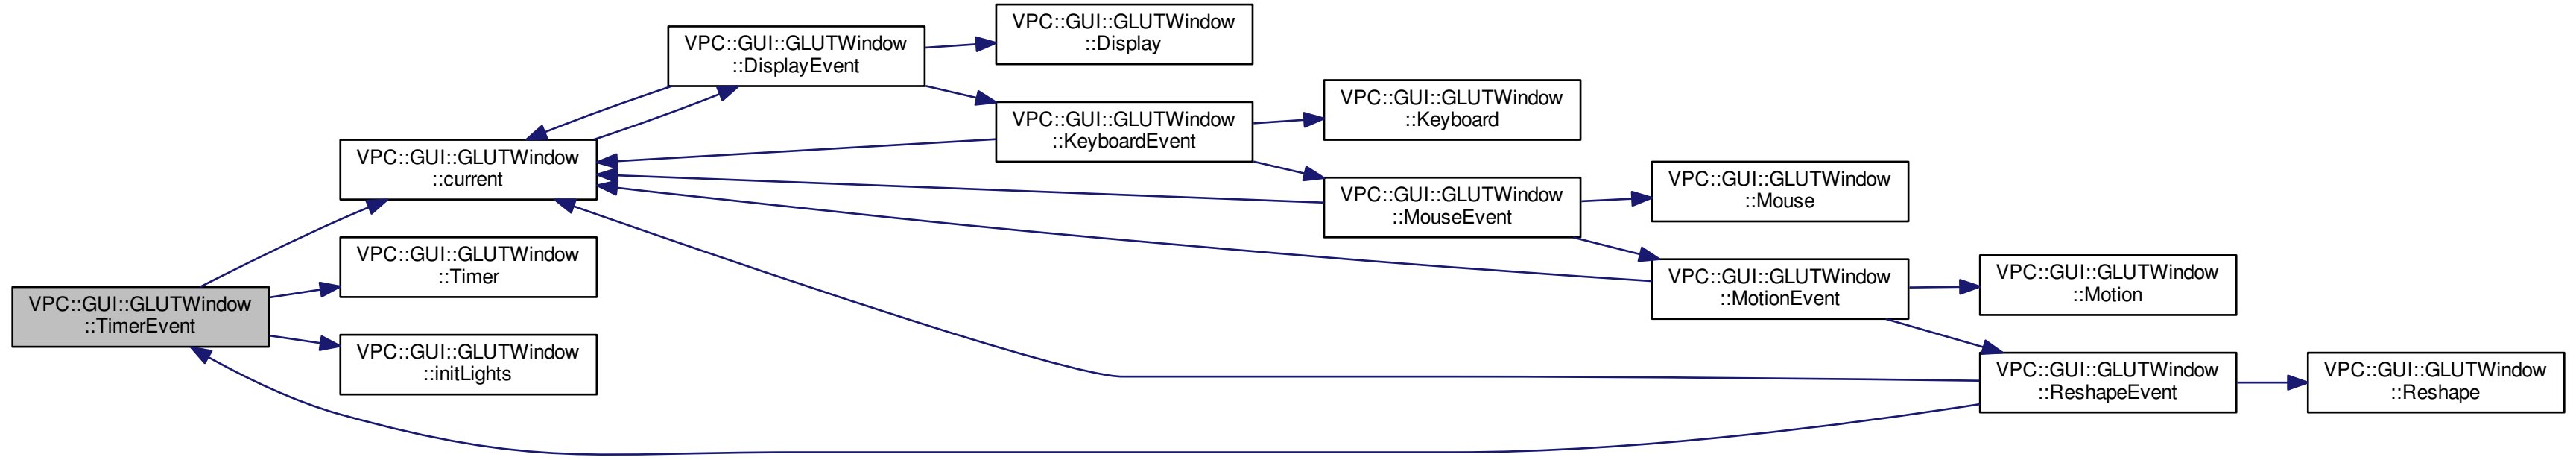 VPC::GUI::GLUTWindow
::TimerEvent
VPC::GUI::GLUTWindow
::current
VPC::GUI::GLUTWindow
::Timer
VPC::GUI::GLUTWindow
::initLights
VPC::GUI::GLUTWindow
::DisplayEvent
VPC::GUI::GLUTWindow
::Display
VPC::GUI::GLUTWindow
::KeyboardEvent
VPC::GUI::GLUTWindow
::Keyboard
VPC::GUI::GLUTWindow
::MouseEvent
VPC::GUI::GLUTWindow
::Mouse
VPC::GUI::GLUTWindow
::MotionEvent
VPC::GUI::GLUTWindow
::Motion
VPC::GUI::GLUTWindow
::ReshapeEvent
VPC::GUI::GLUTWindow
::Reshape